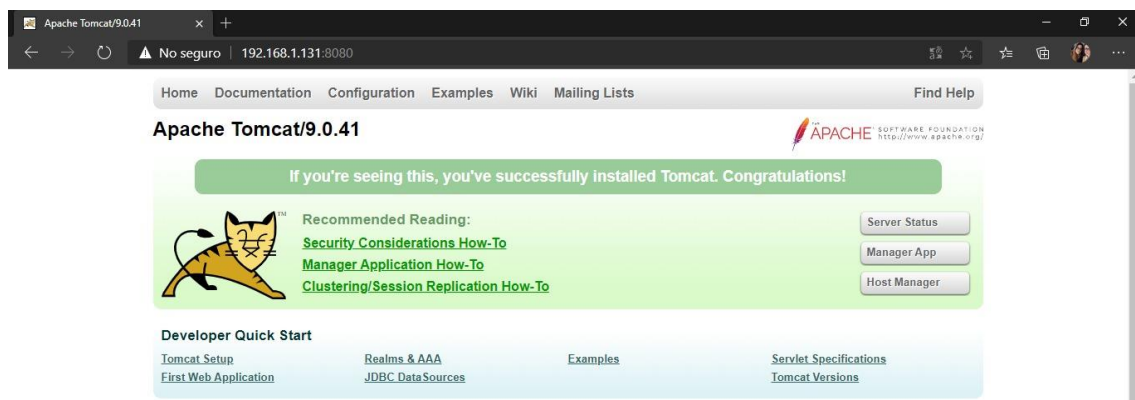 Apache Tomcat/9.0.41
No seguro | 192.168.1.131:8080
Home Documentation Configuration Examples Wiki Mailing Lists Find Help
Apache Tomcat/9.0.41
THE APACHE SOFTWARE FOUNDATION
http://www.apache.org/
If you're seeing this, you've successfully installed Tomcat. Congratulations!
TM
Recommended Reading:
Security Considerations How-To
Manager Application How-To
Clustering/Session Replication How-To
Server Status
Manager App
Host Manager
Developer Quick Start
Tomcat Setup Realms & AAA Examples Servlet Specifications
First Web Application JDBC DataSources Tomcat Versions